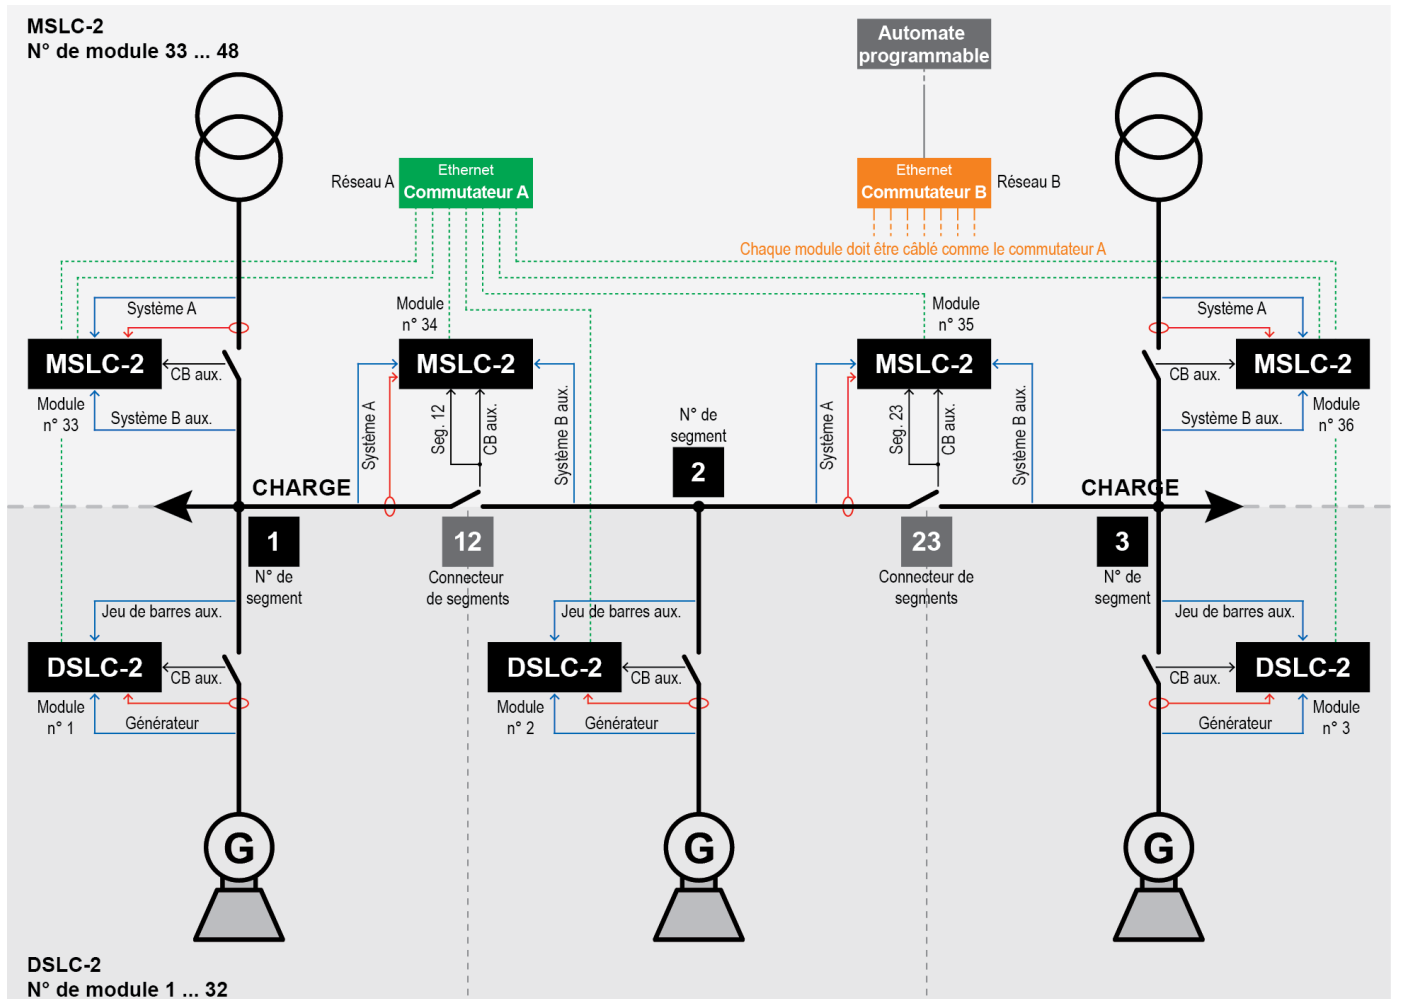 MSLC-2
N° de module 33 ... 48
Automate
programmable
Ethernet
Commutateur A
Réseau A
Ethernet
Commutateur B
Réseau B
Chaque module doit être câblé comme le commutateur A
Système A
MSLC-2
CB aux.
Module
n° 33
Système B aux.
Module
n° 34
MSLC-2
Système A
Seg. 12
CB aux.
Système B aux.
Module
n° 35
MSLC-2
Système A
Seg. 23
CB aux.
Système B aux.
Système A
MSLC-2
CB aux.
Module
n° 36
Système B aux.
N° de
segment
2
CHARGE
CHARGE
1
N° de
segment
12
Connecteur
de segments
23
Connecteur de
segments
3
N° de
segment
Jeu de barres aux.
DSLC-2
CB aux.
Module
n° 1
Générateur
Jeu de barres aux.
DSLC-2
CB aux.
Module
n° 2
Générateur
Jeu de barres aux.
DSLC-2
CB aux.
Module
n° 3
Générateur
G
G
G
DSLC-2
N° de module 1 ... 32